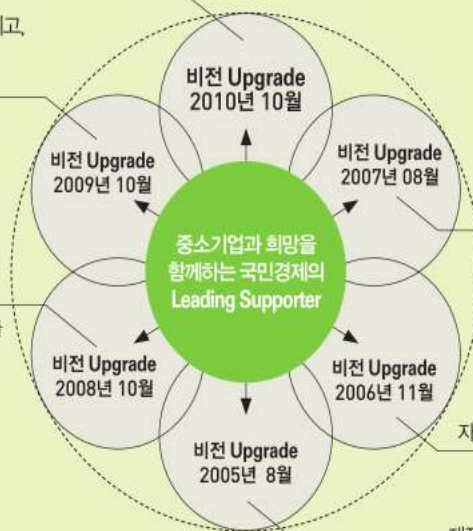 비전 Upgrade
2010년 10월
비전 Upgrade
2009년 10월
비전 Upgrade
2007년 08월
중소기업과 희망을
함께하는 국민경제의
Leading Supporter
비전 Upgrade
2008년 10월
비전 Upgrade
2006년 11월
비전 Upgrade
2005년 8월